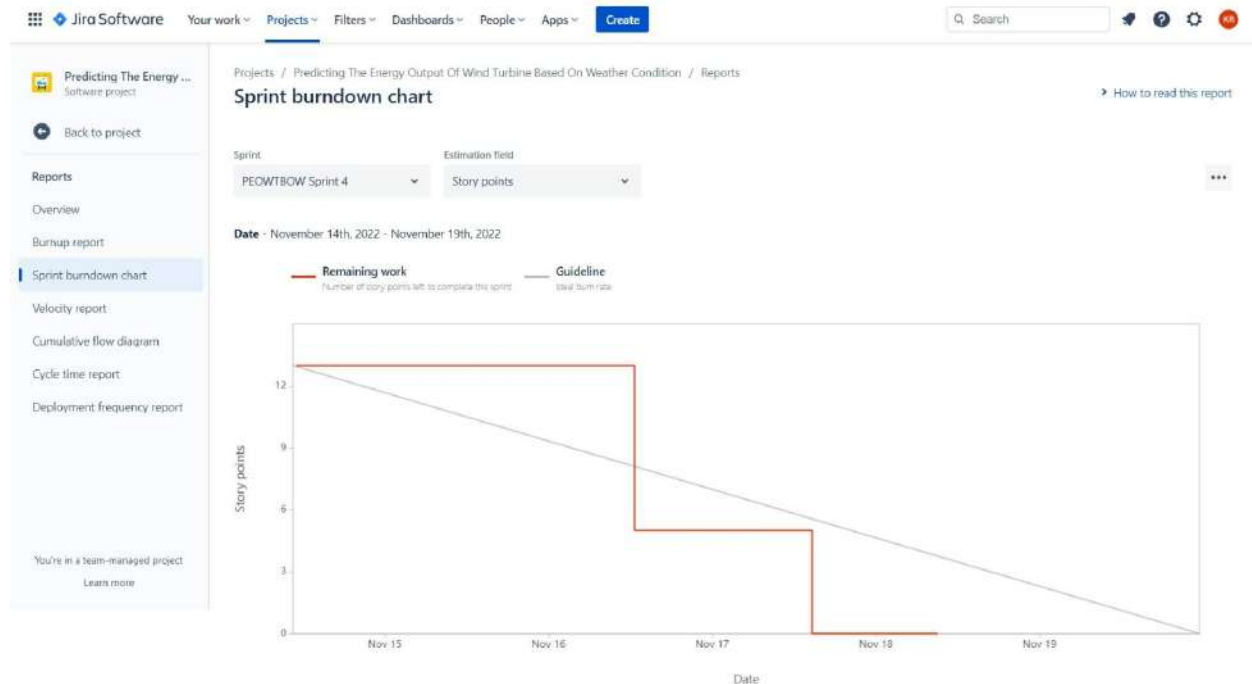 Jira Software Your work Projects Filters Dashboards People Apps Create Search KR
Predicting The Energy ...
Software project
Back to project
Reports
Overview
Burnup report
Sprint burndown chart
Velocity report
Cumulative flow diagram
Cycle time report
Deployment frequency report
You're in a team-managed project
Learn more
Projects / Predicting The Energy Output Of Wind Turbine Based On Weather Condition / Reports
Sprint burndown chart
How to read this report
Sprint Estimation field
PEOWTBOW Sprint 4 Story points
Date - November 14th, 2022 - November 19th, 2022
Remaining work Guideline
Number of story points left to complete this sprint Ideal burn rate
Story points
12
9
6
3
0
Nov 15 Nov 16 Nov 17 Nov 18 Nov 19
Date